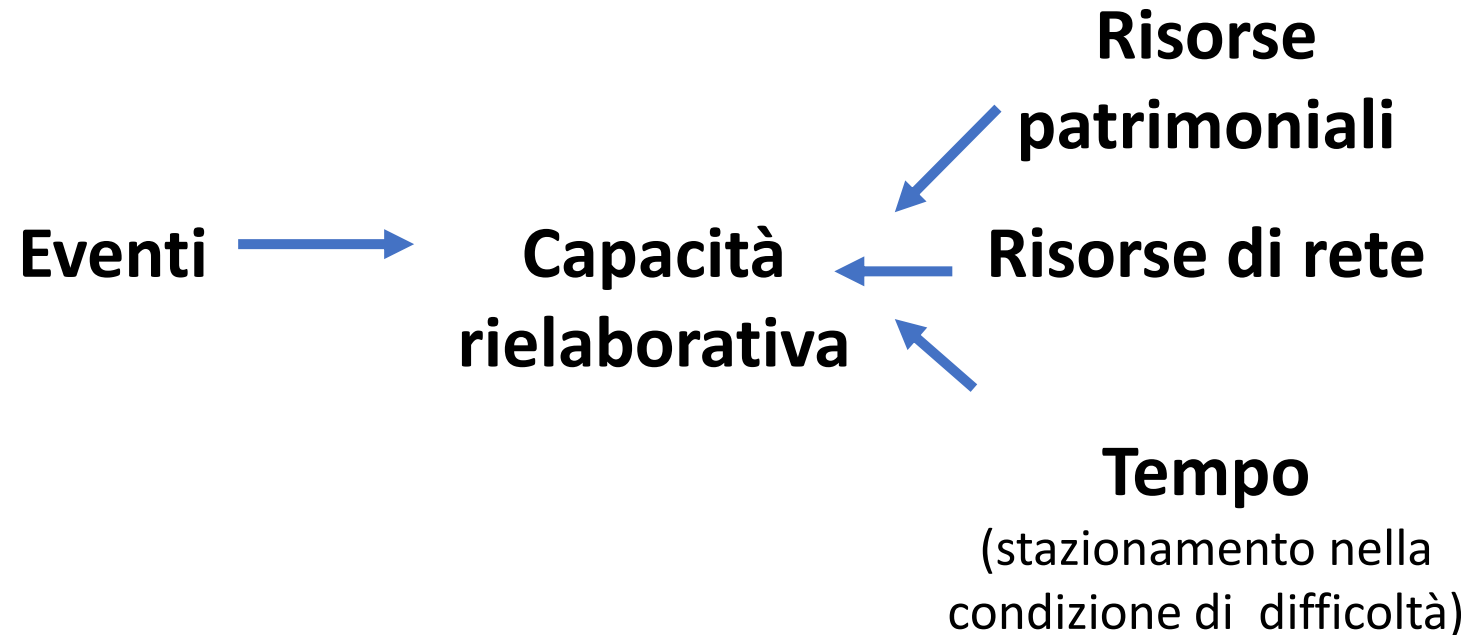 Risorse
patrimoniali
Eventi
Capacità
rielaborativa
Risorse di rete
Tempo
(stazionamento nella
condizione di  difficoltà)